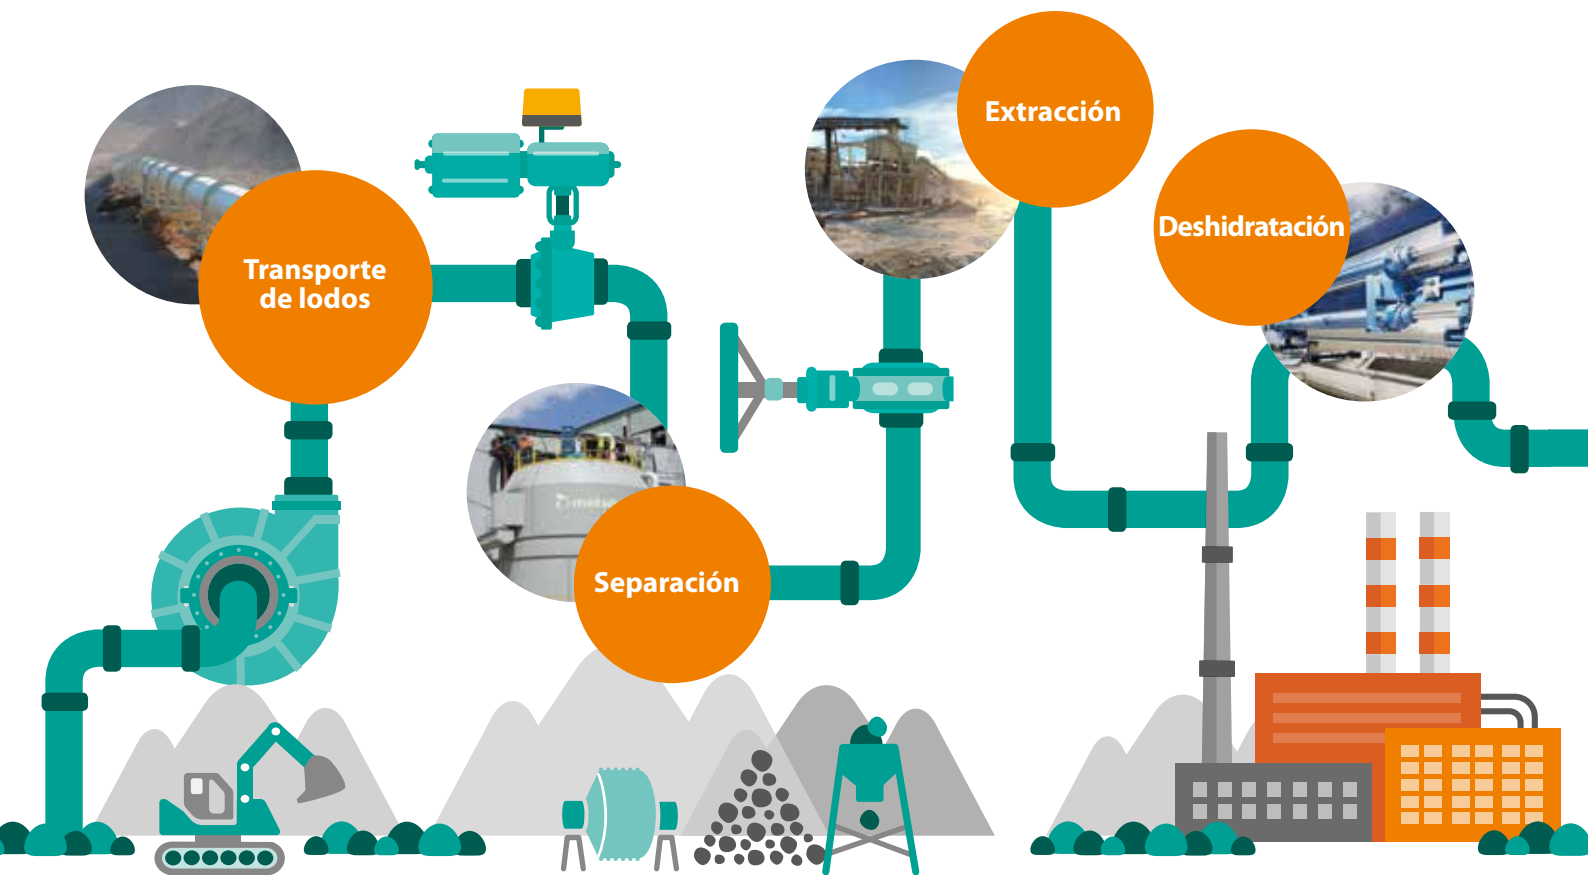 Transporte
de lodos
Separación
Extracción
Deshidratación